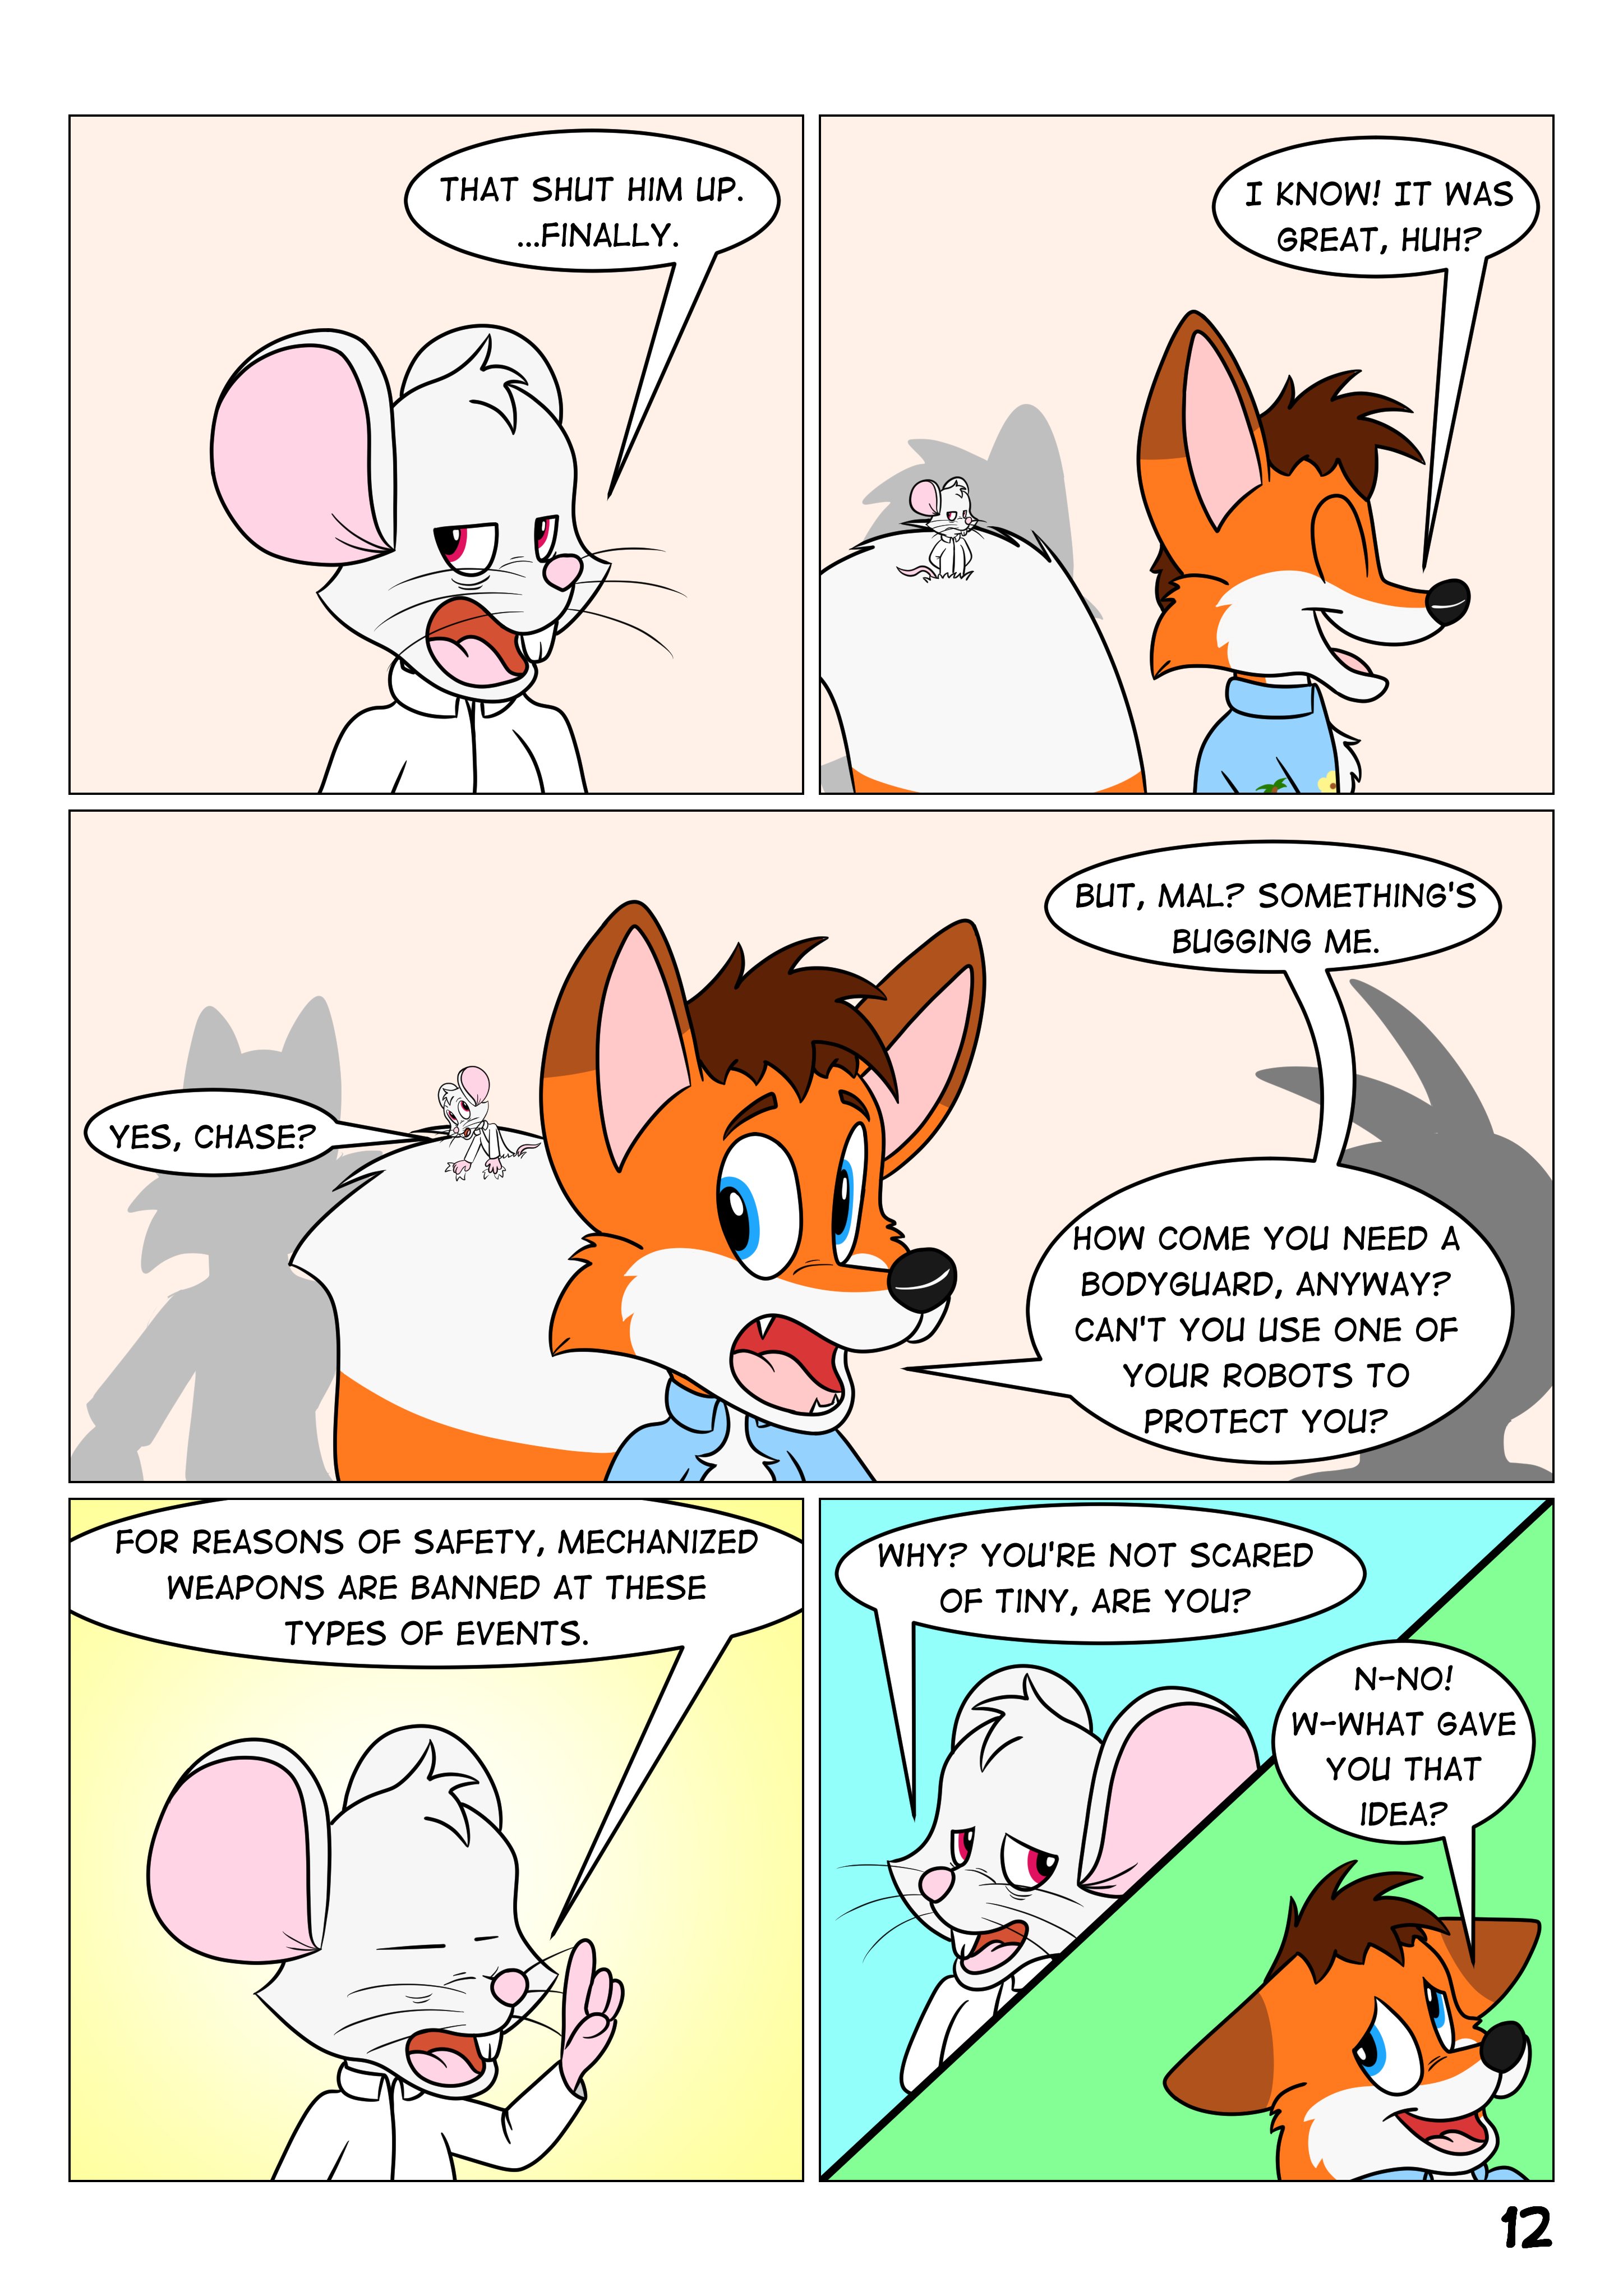 THAT SHUT HIM UP.
...FINALLY.
I KNOW! IT WAS
GREAT, HUH?
BUT, MAL? SOMETHING'S
BUGGING ME.
YES, CHASE?
HOW COME YOU NEED A
BODYGUARD, ANYWAY?
CAN'T YOU USE ONE OF
YOUR ROBOTS TO
PROTECT YOU?
FOR REASONS OF SAFETY, MECHANIZED
WEAPONS ARE BANNED AT THESE
TYPES OF EVENTS.
WHY? YOU'RE NOT SCARED
OF TINY, ARE YOU?
N-NO!
W-WHAT GAVE
YOU THAT
IDEA?
12